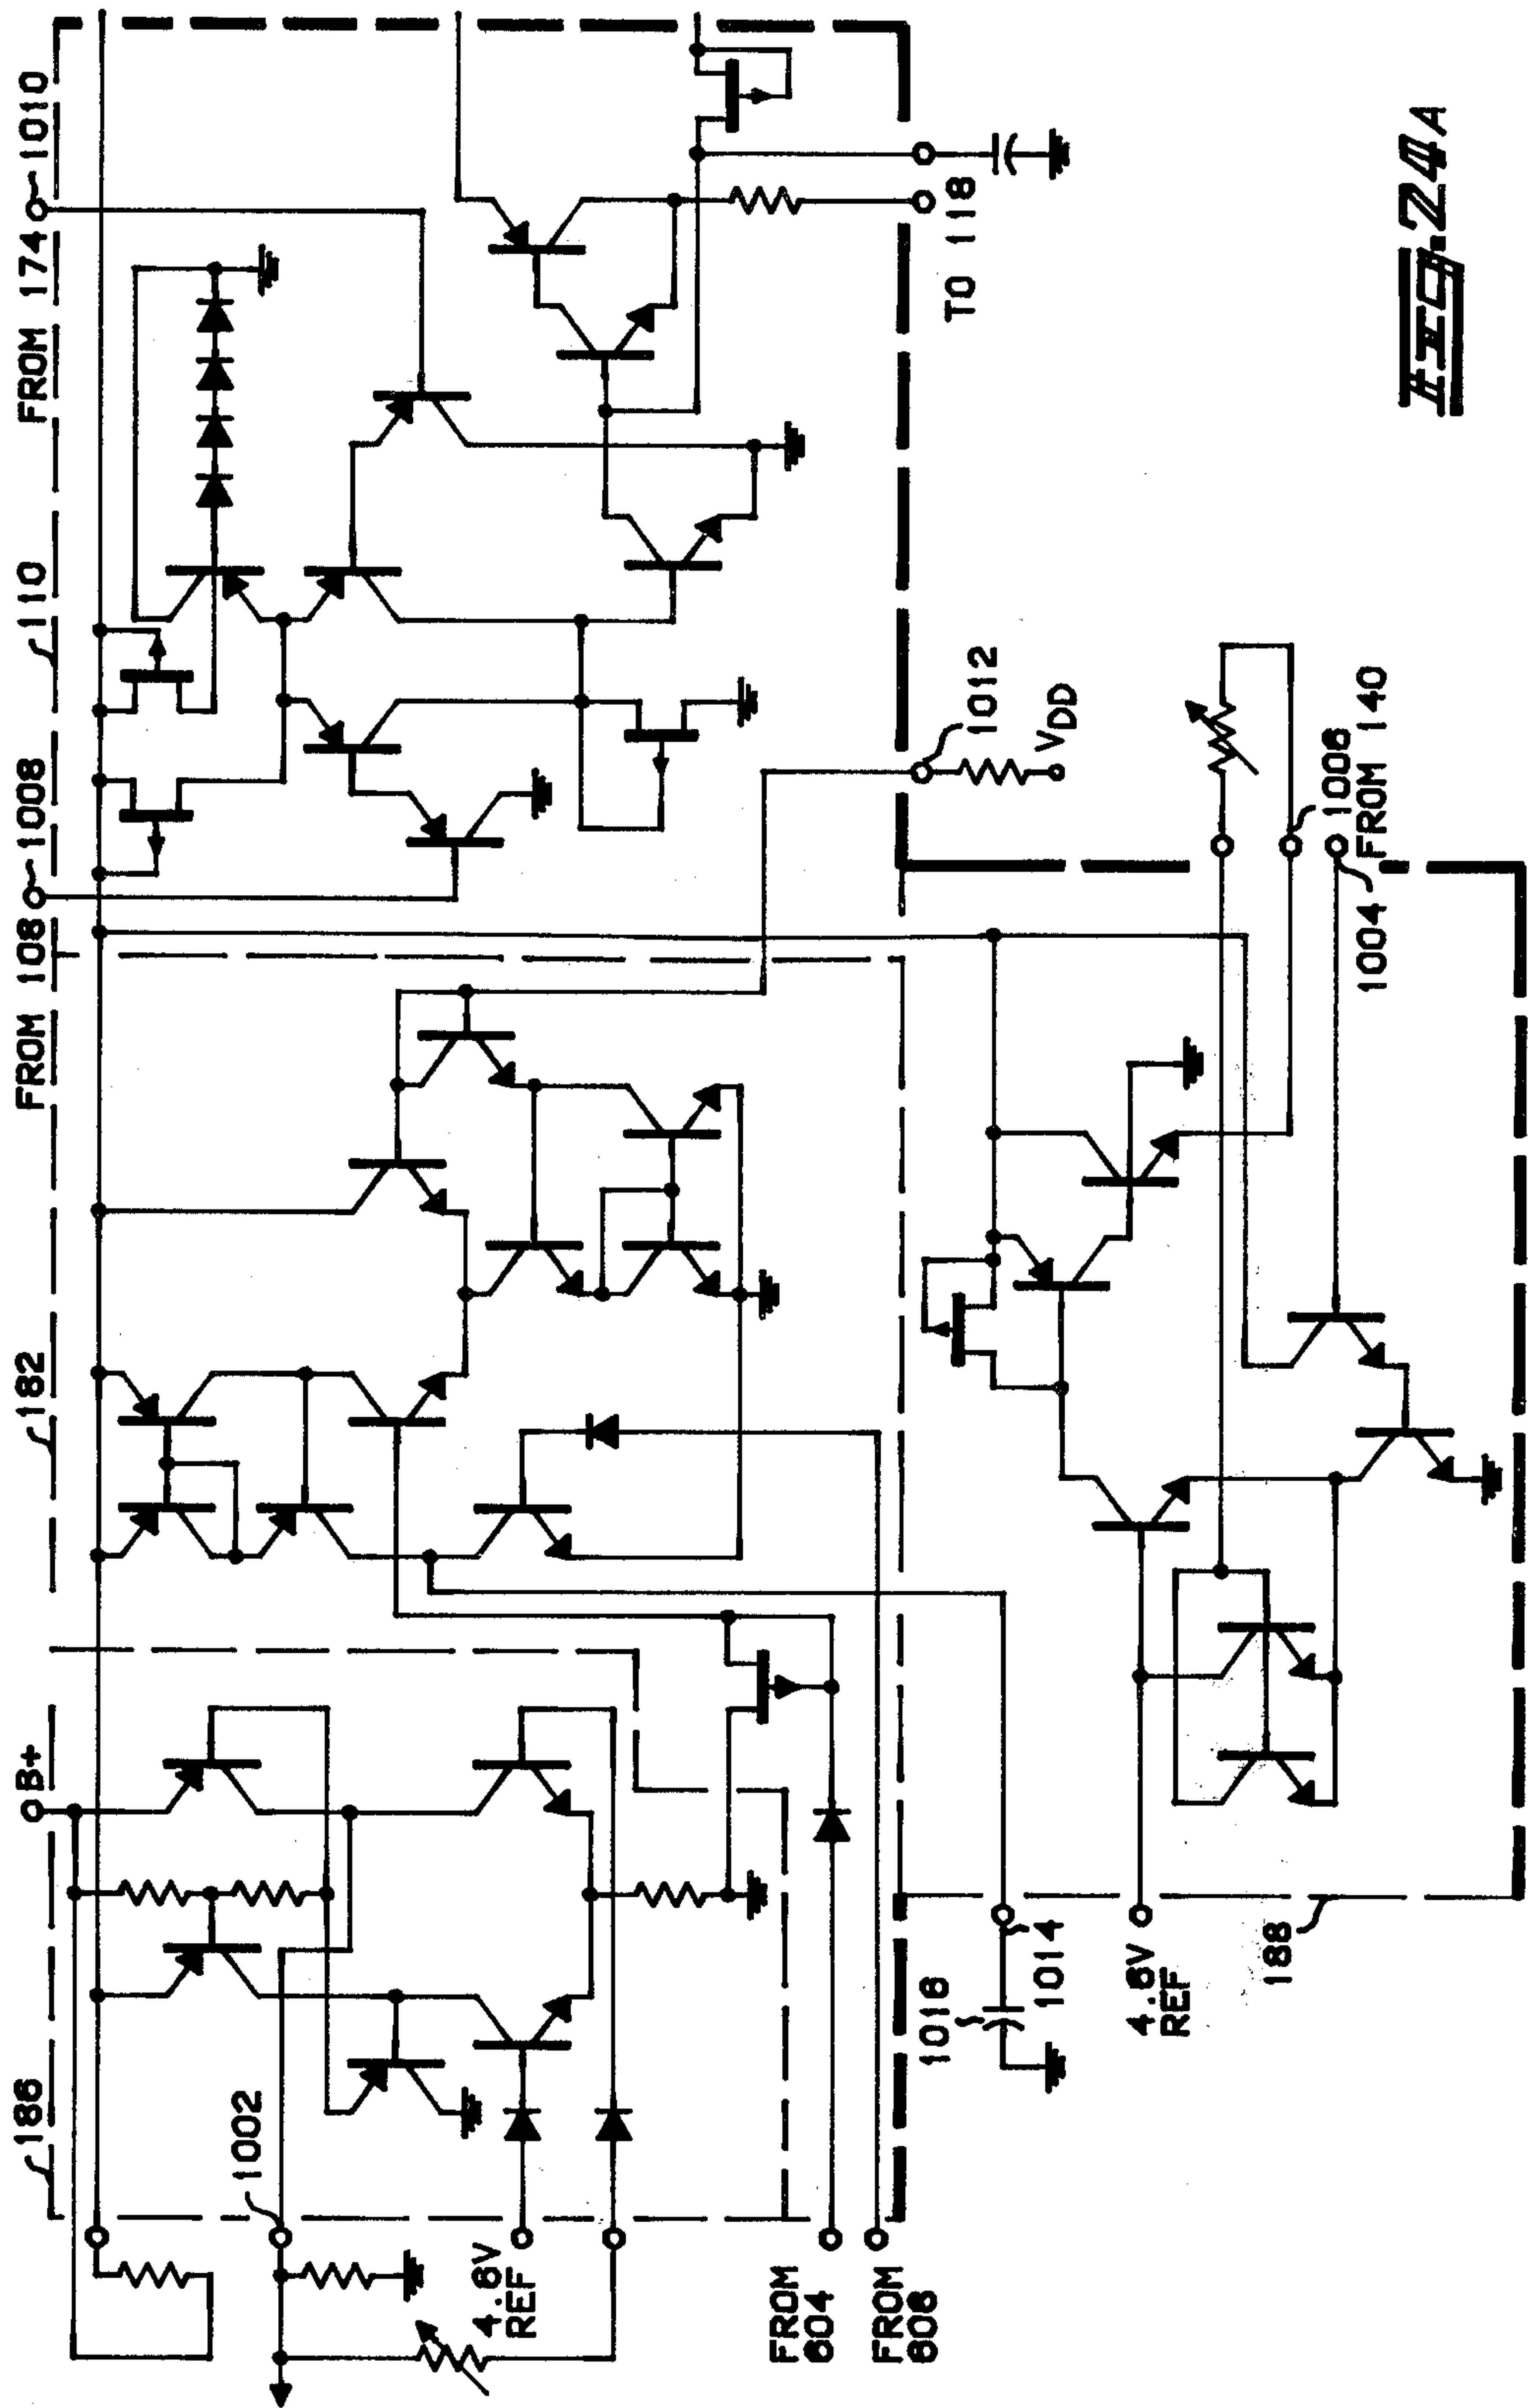 186
B+
182
FROM 108
1008
110
FROM 174
1010
1002
4.6V
REF
FROM
604
FROM
606
TO 118
1012
VDD
1016
1014
4.6V
REF
188
1006
1004
FROM 140
FIG.24A